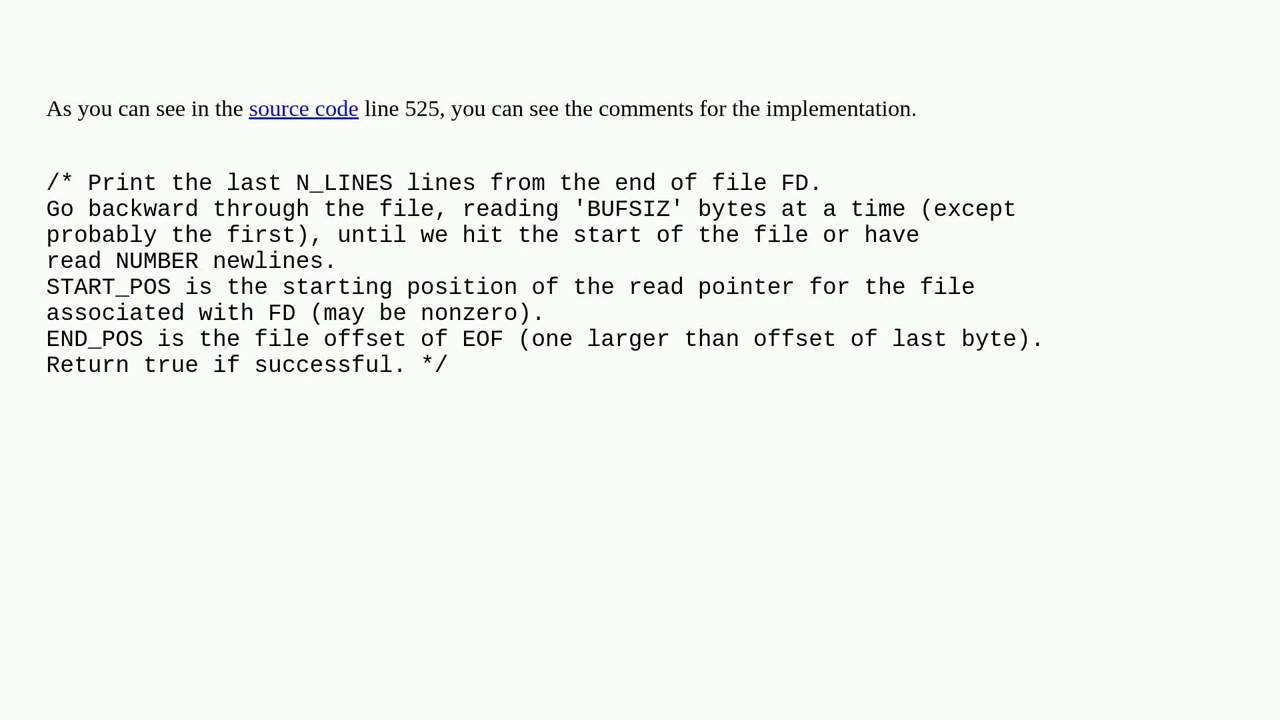 As you can see in the source code line 525, you can see the comments for the implementation.
/* Print the last N_LINES lines from the end of file FD.
Go backward through the file, reading 'BUFSIZ' bytes at a time (except
probably the first), until we hit the start of the file or have
read NUMBER newlines.
START_POS is the starting position of the read pointer for the file
associated with FD (may be nonzero).
END_POS is the file offset of EOF (one larger than offset of last byte).
Return true if successful. */